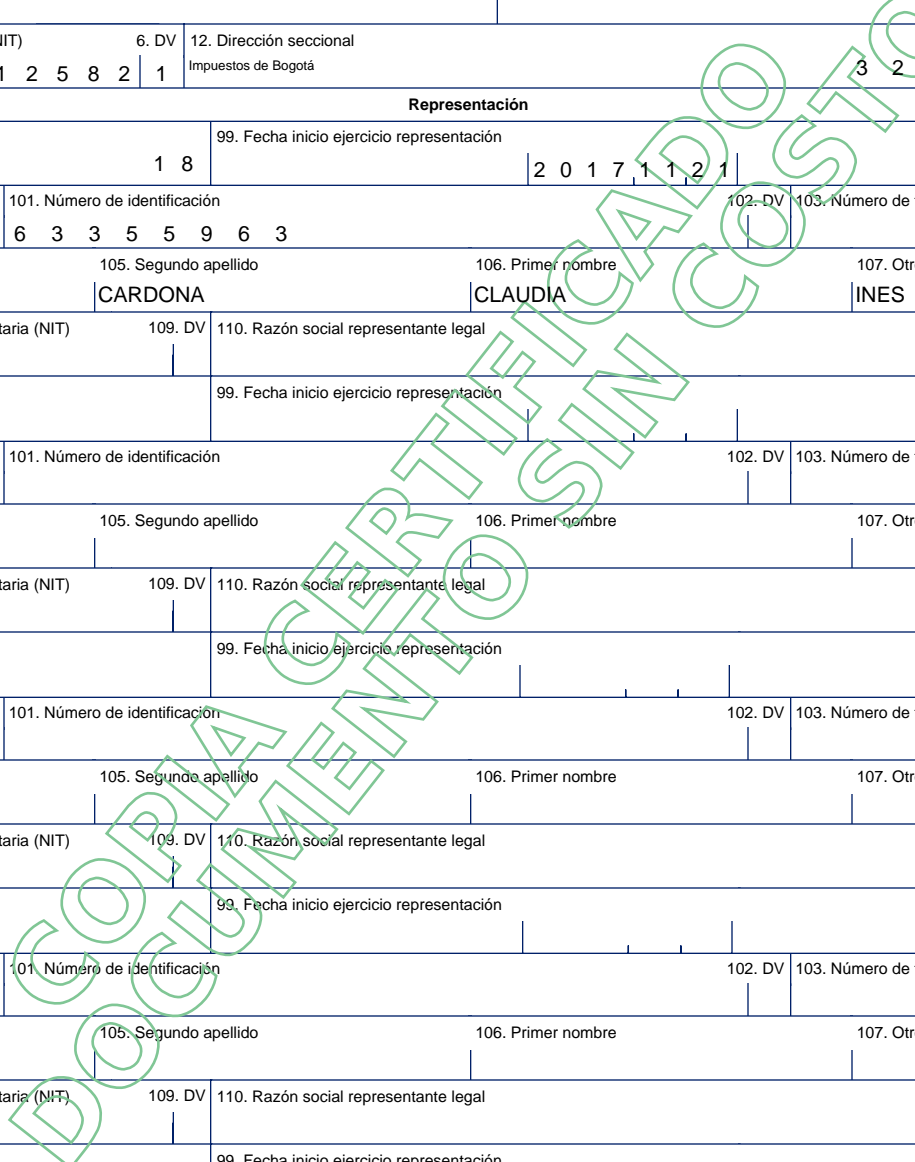 IIT) 6. DV 12. Dirección seccional
1 2 5 8 2 1 Impuestos de Bogotá 3 2
Representación
99. Fecha inicio ejercicio representación
1 8 2 0 1 7 1 1 2 1
101. Número de identificación 102. DV 103. Número de
6 3 3 5 5 9 6 3
105. Segundo apellido 106. Primer nombre 107. Otr
CARDONA CLAUDIA INES
taria (NIT) 109. DV 110. Razón social representante legal
99. Fecha inicio ejercicio representación
101. Número de identificación 102. DV 103. Número de
105. Segundo apellido 106. Primer nombre 107. Otr
taria (NIT) 109. DV 110. Razón social representante legal
99. Fecha inicio ejercicio representación
101. Número de identificación 102. DV 103. Número de
105. Segundo apellido 106. Primer nombre 107. Otr
taria (NIT) 109. DV 110. Razón social representante legal
99. Fecha inicio ejercicio representación
101. Número de identificación 102. DV 103. Número de
105. Segundo apellido 106. Primer nombre 107. Otr
taria (NIT) 109. DV 110. Razón social representante legal
99. Fecha inicio ejercicio representación
COPIA CERTIFICADO
DOCUMENTO SIN COSTO